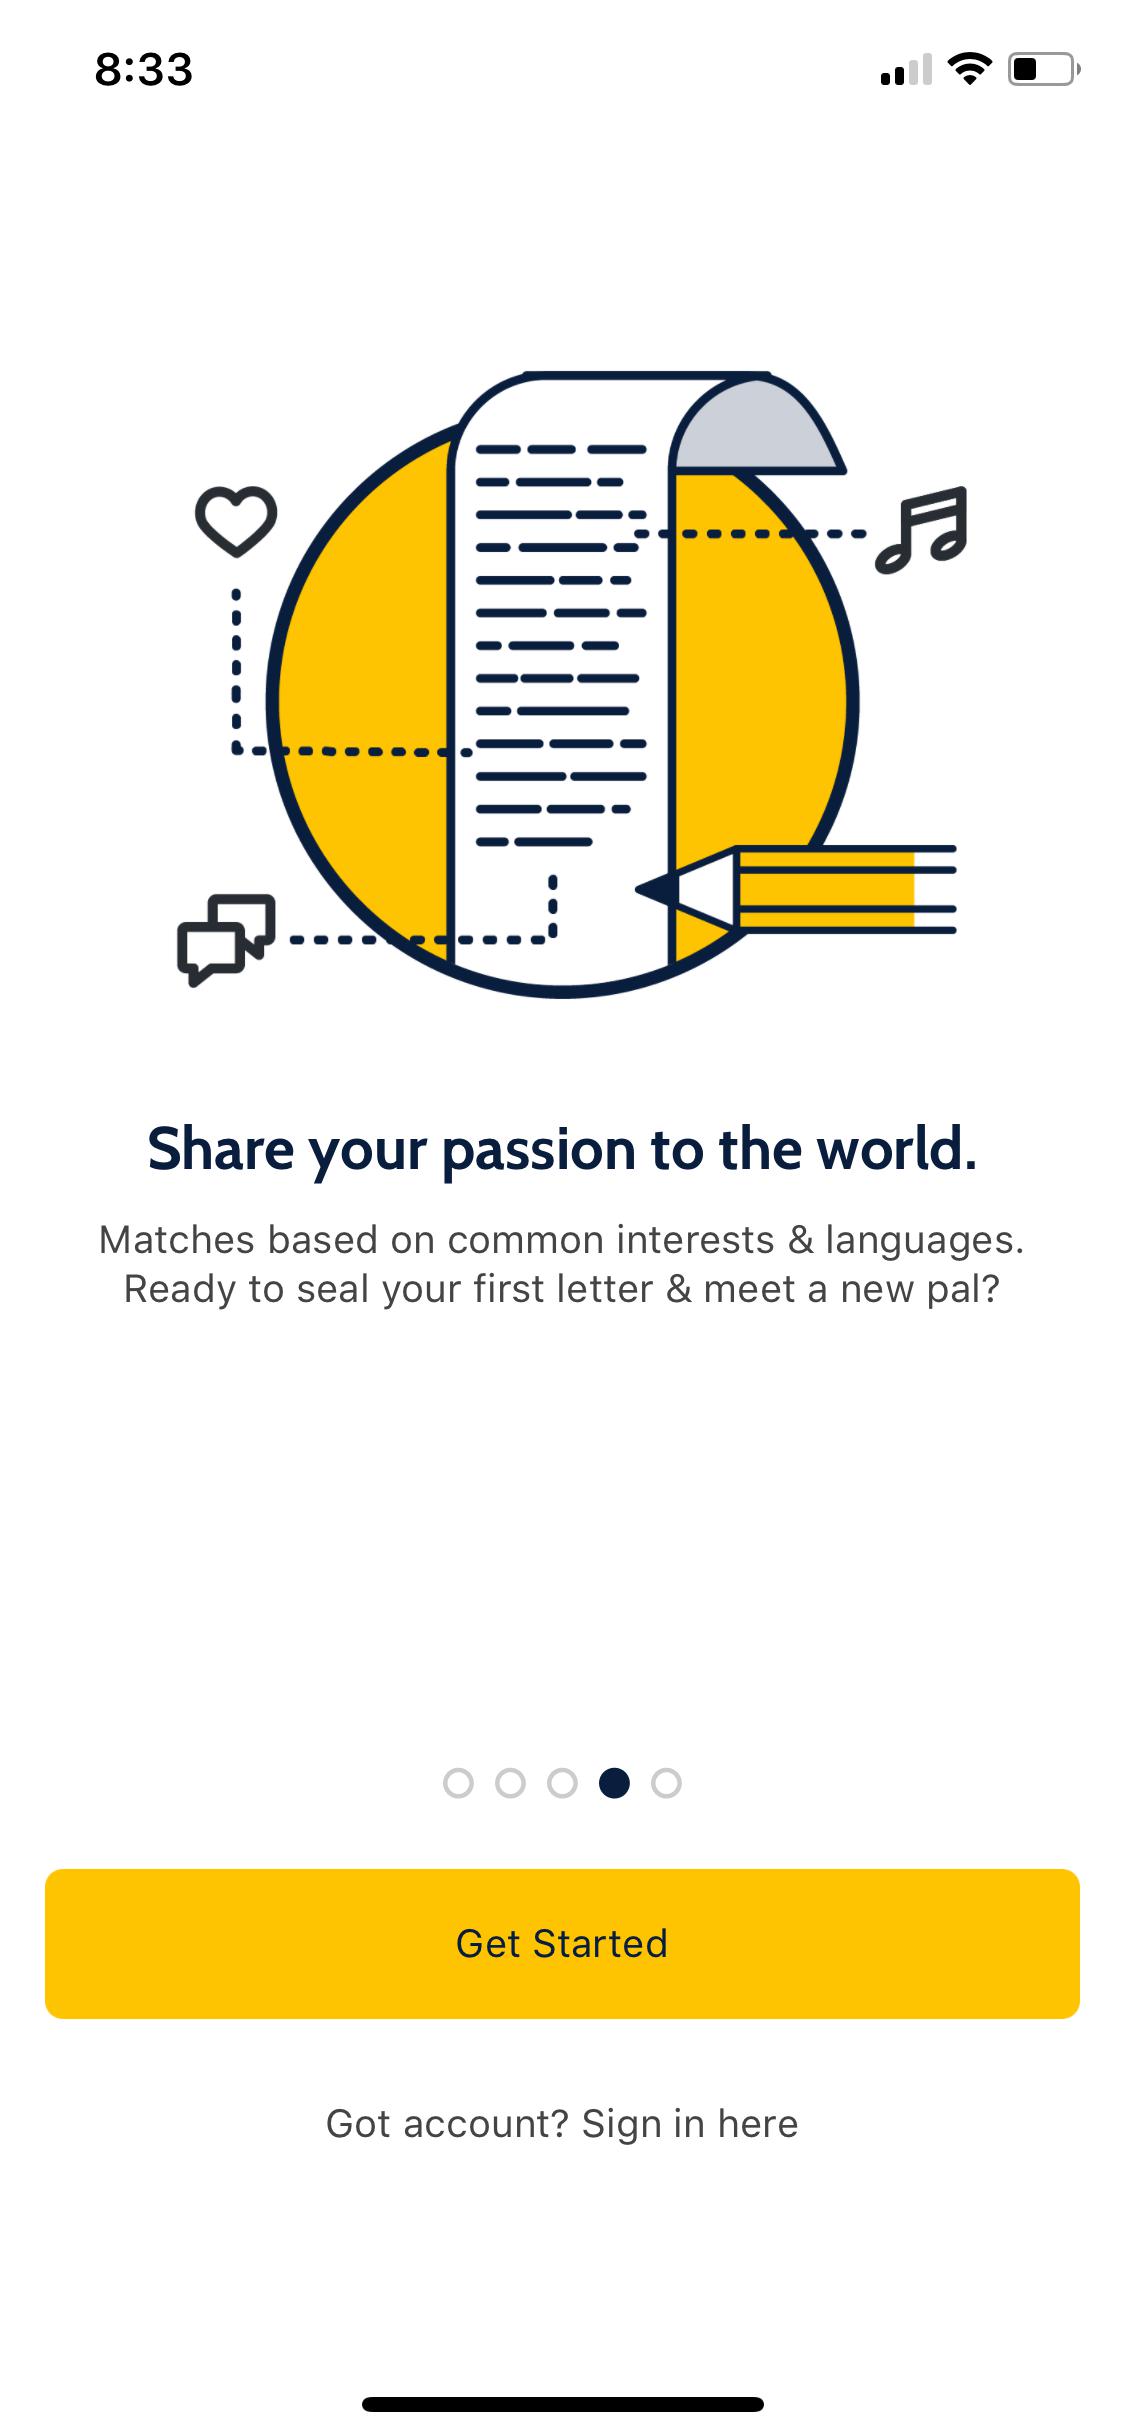 8:33
Share your passion to the world.
Matches based on common interests & languages.
Ready to seal your first letter & meet a new pal?
Get Started
Got account? Sign in here